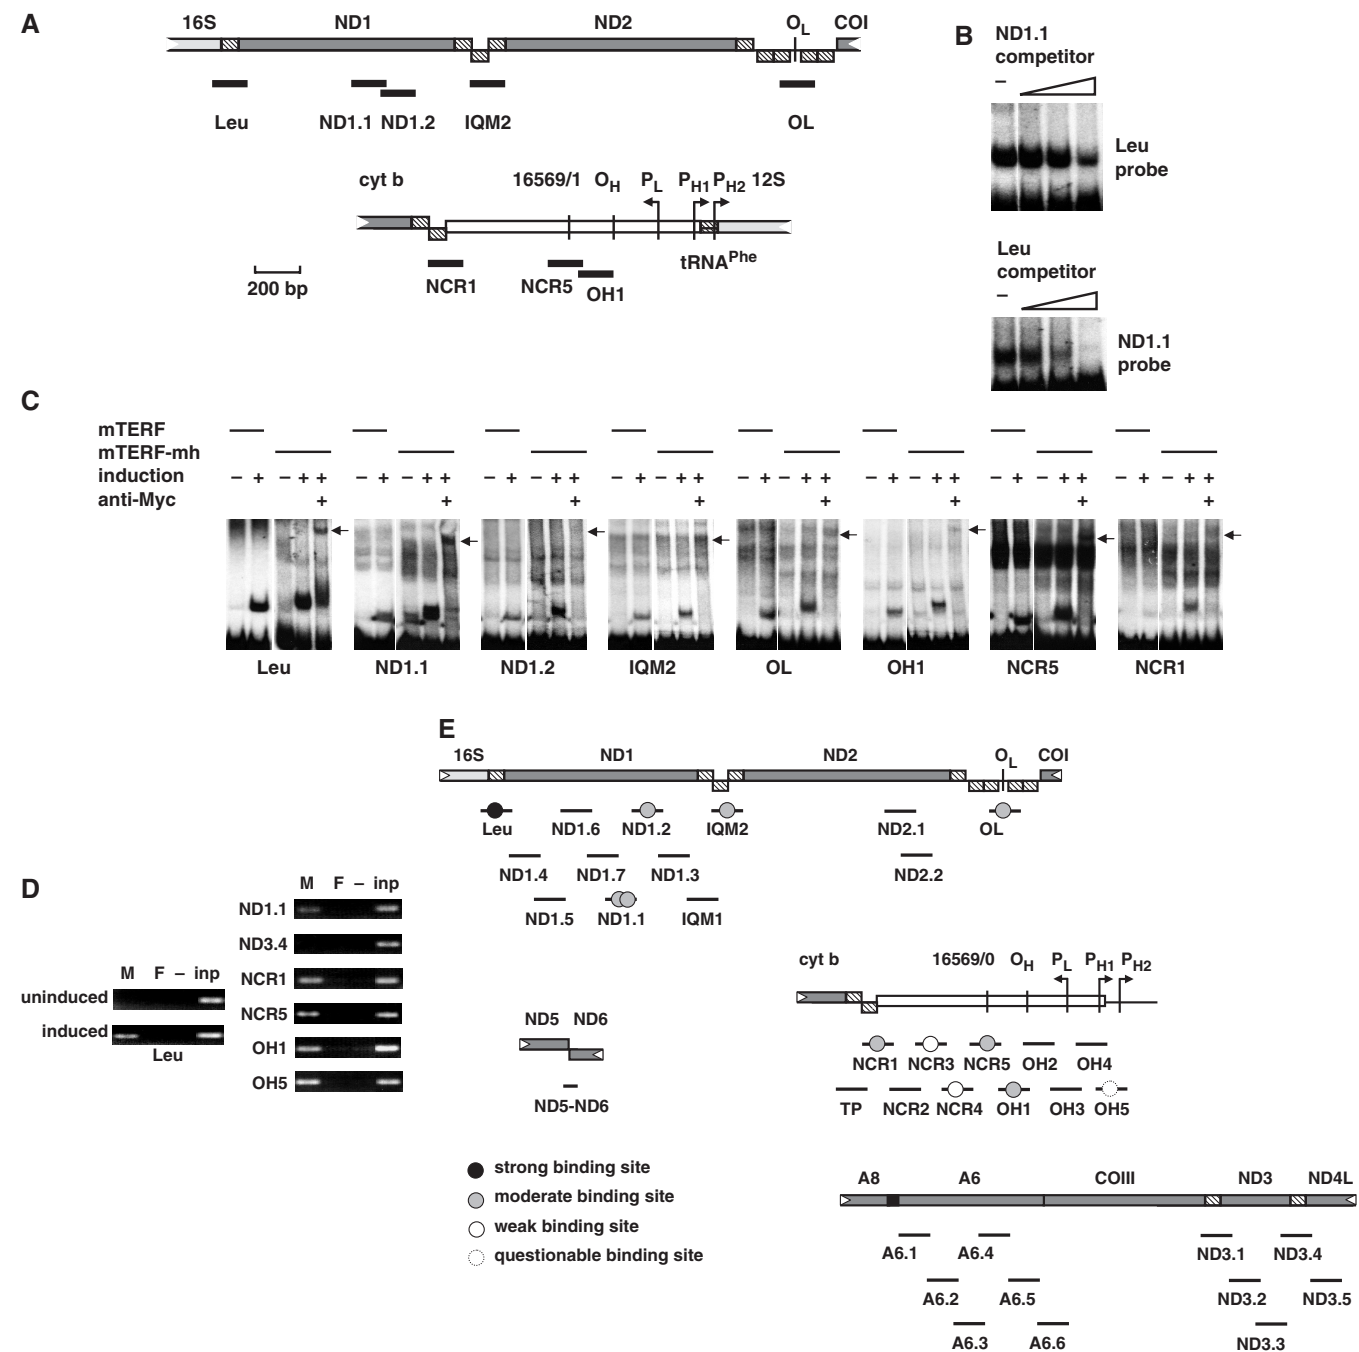 A
16S ND1 ND2 OL COI
Leu ND1.1 ND1.2 IQM2 OL
cyt b 16569/1 OH PL PH1 PH2 12S
tRNAPhe
200 bp NCR1 NCR5 OH1
B
ND1.1
competitor
–
Leu
probe
Leu
competitor
–
ND1.1
probe
C
mTERF
mTERF-mh
induction – + – + + – + – + + – + – + + – + – + + – + – + + – + – + + – + – + + – + – + +
anti-Myc + + + + + + + +
Leu ND1.1 ND1.2 IQM2 OL OH1 NCR5 NCR1
D
M F – inp
uninduced
induced
Leu
M F – inp
ND1.1
ND3.4
NCR1
NCR5
OH1
OH5
E
16S ND1 ND2 OL COI
Leu ND1.6 ND1.2 IQM2 ND2.1 OL
ND1.4 ND1.7 ND1.3 ND2.2
ND1.5 ND1.1 IQM1
cyt b 16569/0 OH PL PH1 PH2
NCR1 NCR3 NCR5 OH2 OH4
TP NCR2 NCR4 OH1 OH3 OH5
ND5 ND6
ND5-ND6
strong binding site
moderate binding site
weak binding site
questionable binding site
A8 A6 COIII ND3 ND4L
A6.1 A6.4 ND3.1 ND3.4
A6.2 A6.5 ND3.2 ND3.5
A6.3 A6.6 ND3.3